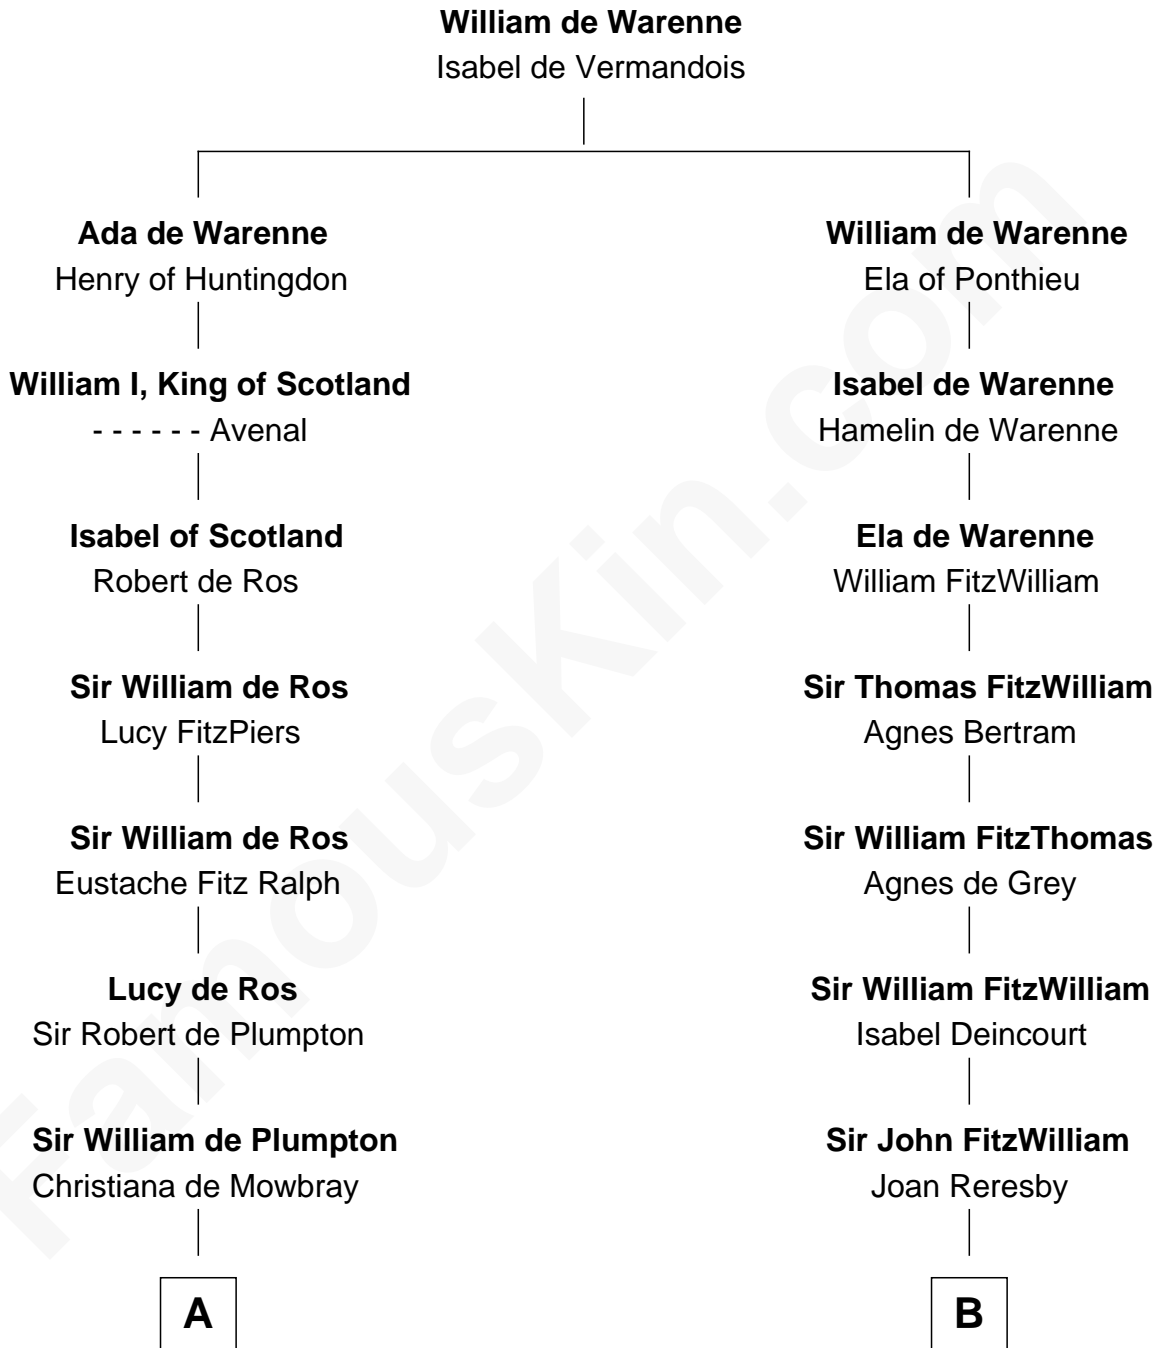 William de Warenne
Isabel de Vermandois
Ada de Warenne
Henry of Huntingdon
William I, King of Scotland
- - - - - - Avenal
Isabel of Scotland
Robert de Ros
Sir William de Ros
Lucy FitzPiers
Sir William de Ros
Eustache Fitz Ralph
Lucy de Ros
Sir Robert de Plumpton
Sir William de Plumpton
Christiana de Mowbray
A
William de Warenne
Ela of Ponthieu
Isabel de Warenne
Hamelin de Warenne
Ela de Warenne
William FitzWilliam
Sir Thomas FitzWilliam
Agnes Bertram
Sir William FitzThomas
Agnes de Grey
Sir William FitzWilliam
Isabel Deincourt
Sir John FitzWilliam
Joan Reresby
B
FamousKin.com